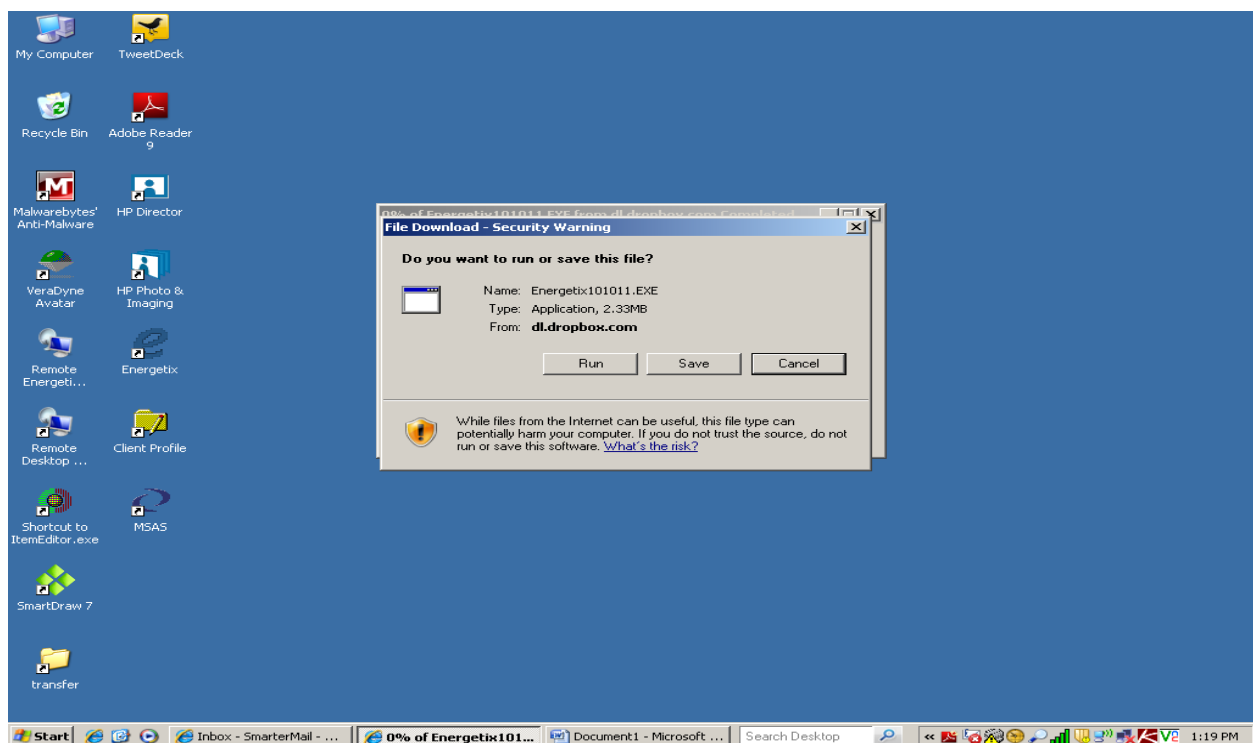 My Computer
TweetDeck
Recycle Bin
Adobe Reader
9
Malwarebytes'
Anti-Malware
HP Director
VeraDyne
Avatar
HP Photo &
Imaging
Remote
Energeti...
Energetix
Remote
Desktop ...
Client Profile
Shortcut to
ItemEditor.exe
MSAS
SmartDraw 7
transfer
0% of Energetix101011.EXE from dl.dropbox.com Completed
File Download - Security Warning
Do you want to run or save this file?
Name: Energetix101011.EXE
Type: Application, 2.33MB
From: dl.dropbox.com
Run Save Cancel
While files from the Internet can be useful, this file type can
potentially harm your computer. If you do not trust the source, do not
run or save this software. What's the risk?
Start Inbox - SmarterMail - ... 0% of Energetix101... Document1 - Microsoft ... Search Desktop « 1:19 PM